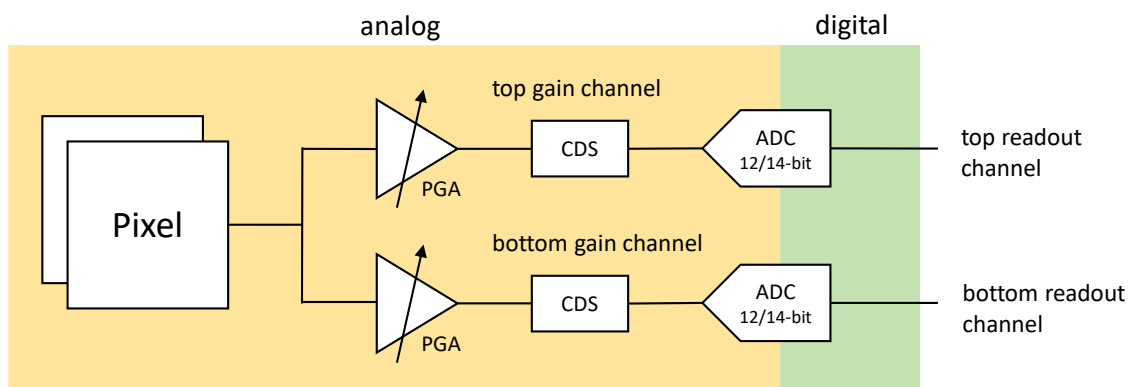 analog
digital
top gain channel
Pixel
PGA
CDS
ADC
12/14-bit
top readout
channel
bottom gain channel
PGA
CDS
ADC
12/14-bit
bottom readout
channel